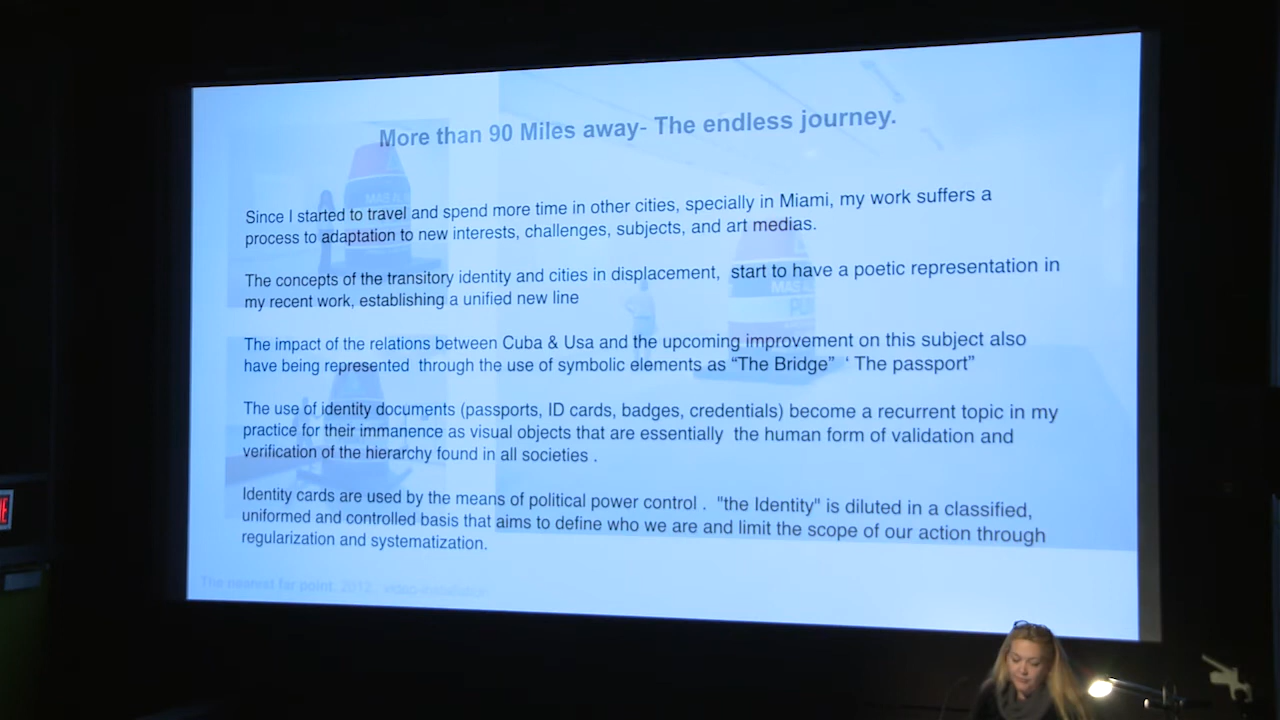 More than 90 Miles away- The endless journey.
Since I started to travel and spend more time in other cities, specially in Miami, my work suffers a
process to adaptation to new interests, challenges, subjects, and art medias.
The concepts of the transitory identity and cities in displacement, start to have a poetic representation in
my recent work, establishing a unified new line
The impact of the relations between Cuba & Usa and the upcoming improvement on this subject also
have being represented through the use of symbolic elements as “The Bridge” ‘ The passport”
The use of identity documents (passports, ID cards, badges, credentials) become a recurrent topic in my
practice for their immanence as visual objects that are essentially the human form of validation and
verification of the hierarchy found in all societies .
Identity cards are used by the means of political power control . "the Identity" is diluted in a classified,
uniformed and controlled basis that aims to define who we are and limit the scope of our action through
regularization and systematization.
The nearest far point 2012 video-installation